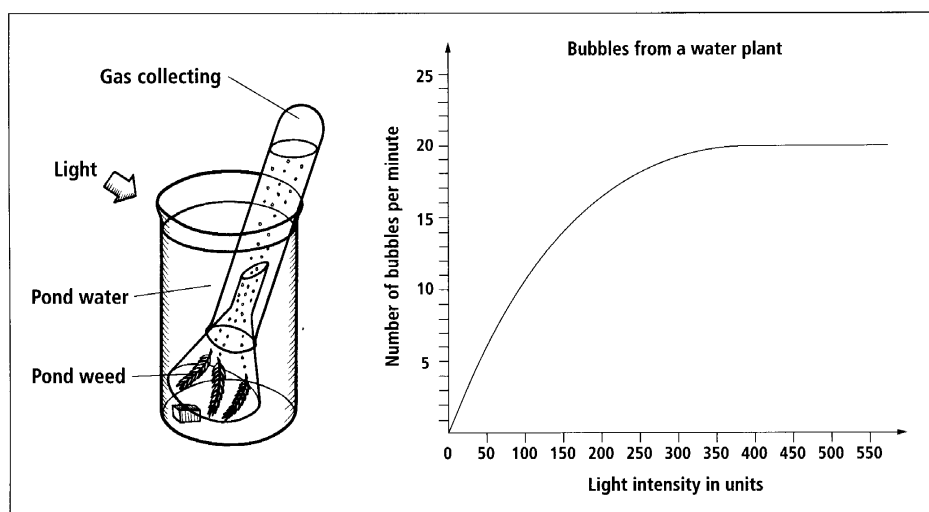 Gas collecting
Light
Pond water
Pond weed
Bubbles from a water plant
Number of bubbles per minute
25
20
15
10
5
0 50 100 150 200 250 300 350 400 450 500 550
Light intensity in units